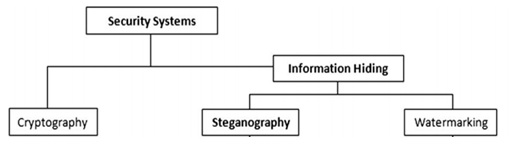 Security Systems
Information Hiding
Cryptography
Steganography
Watermarking